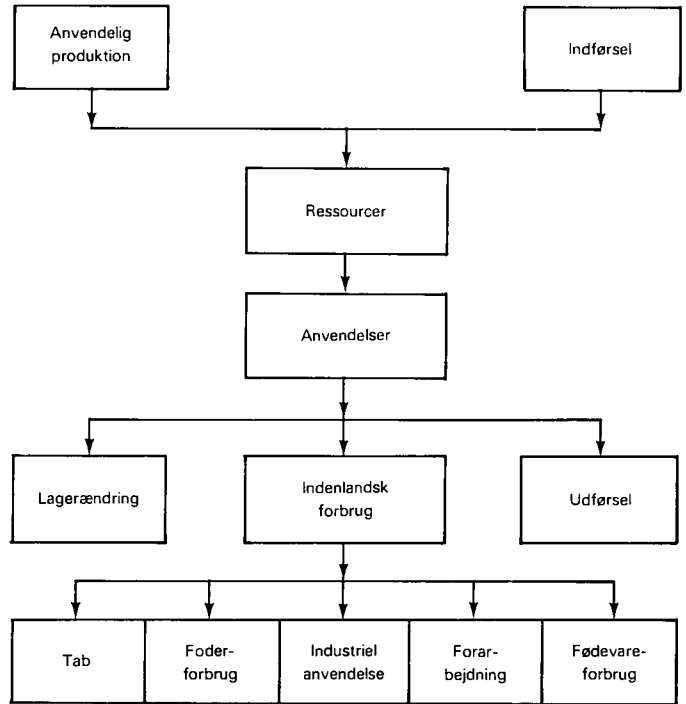 Anvendelig
produktion
Indførsel
Ressourcer
Anvendelser
Lagerændring
Indenlandsk
forbrug
Udførsel
Tab
Foder-
forbrug
Industriel
anvendelse
Forar-
bejdning
Fødevare-
forbrug